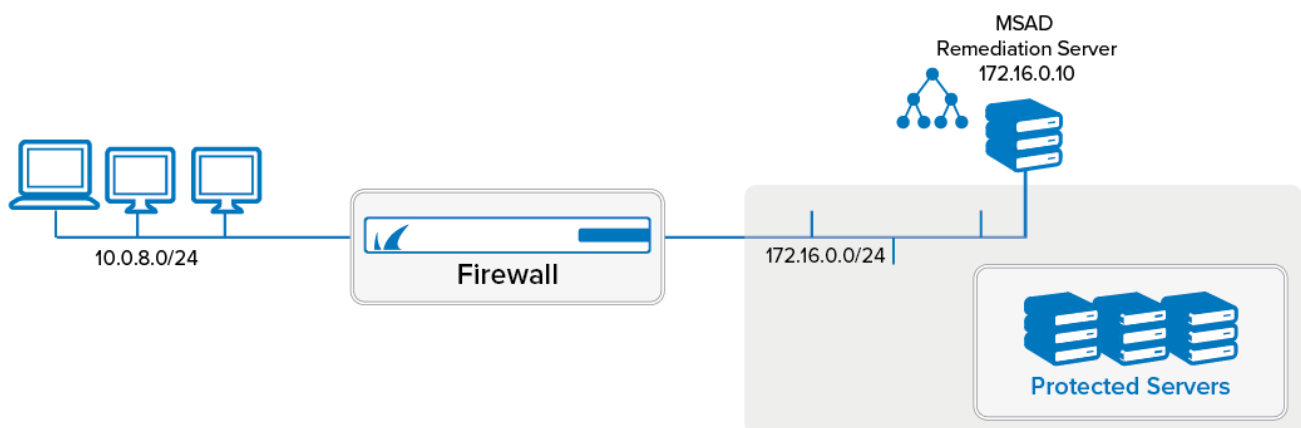 MSAD
Remediation Server
172.16.0.10
10.0.8.0/24
Firewall
172.16.0.0/24
Protected Servers